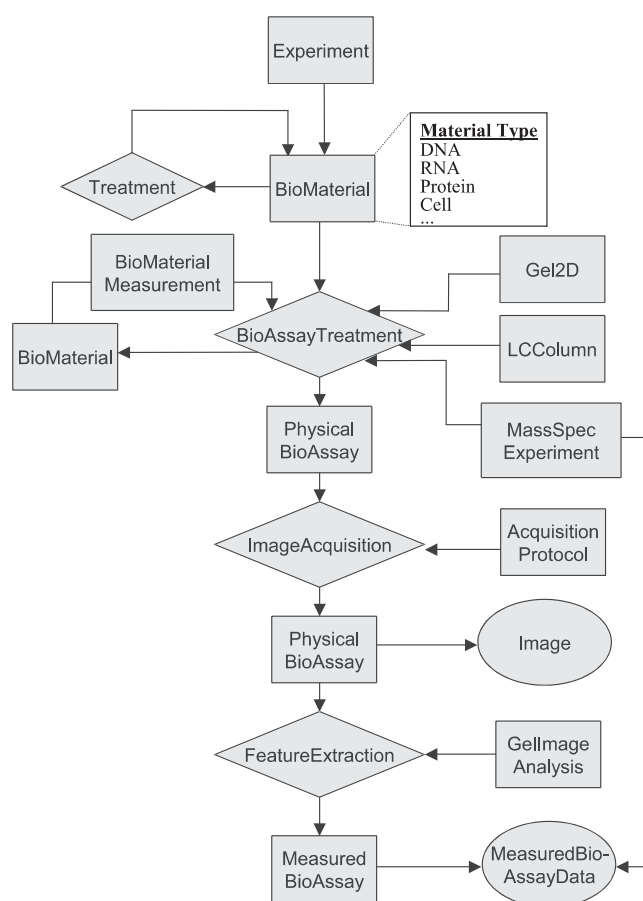 Experiment
Material Type
DNA
RNA
Protein
Cell
...
Treatment
BioMaterial
BioMaterial
Measurement
Gel2D
BioAssayTreatment
BioMaterial
LCColumn
Physical
BioAssay
MassSpec
Experiment
ImageAcquisition
Acquisition
Protocol
Physical
BioAssay
Image
FeatureExtraction
GelImage
Analysis
Measured
BioAssay
MeasuredBio-
AssayData